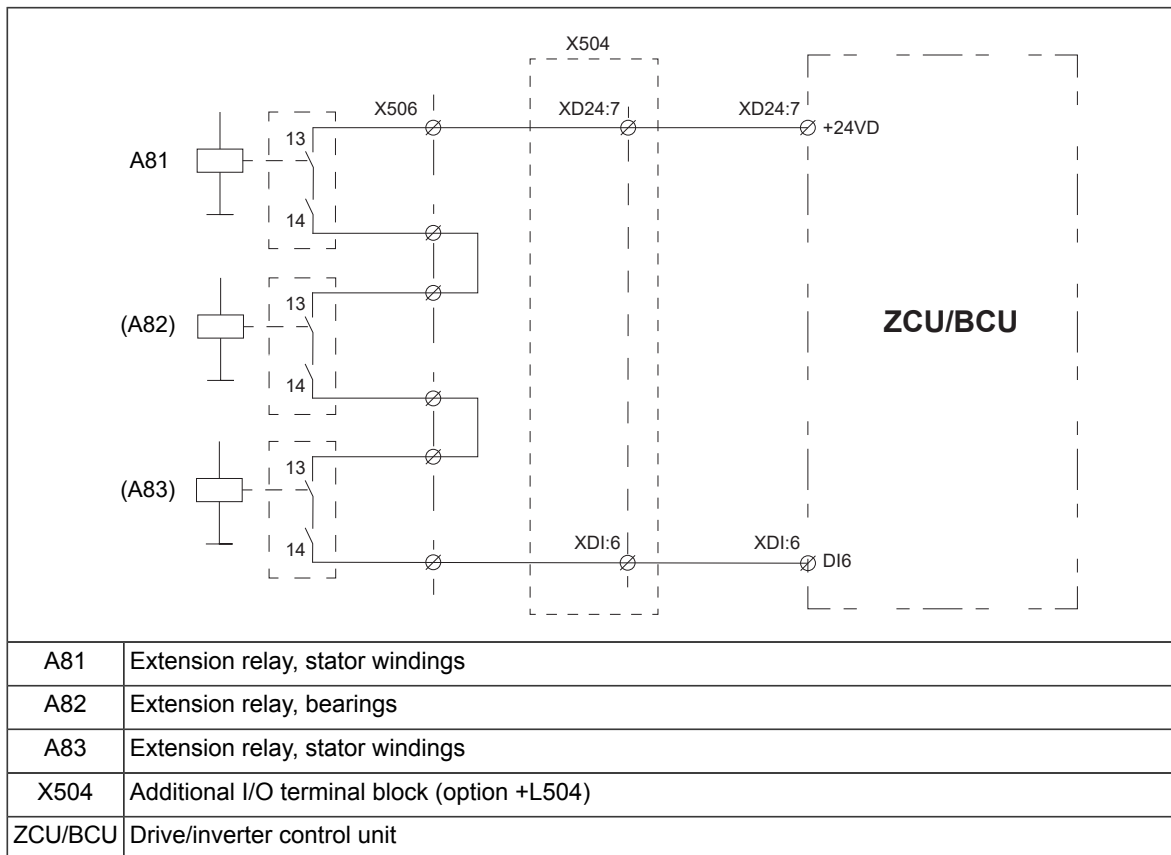 X504
X506
XD24:7
XD24:7
+24VD
13
A81
14
13
(A82)
ZCU/BCU
14
13
(A83)
14
XDI:6
XDI:6
DI6
A81 Extension relay, stator windings
A82 Extension relay, bearings
A83 Extension relay, stator windings
X504 Additional I/O terminal block (option +L504)
ZCU/BCU Drive/inverter control unit